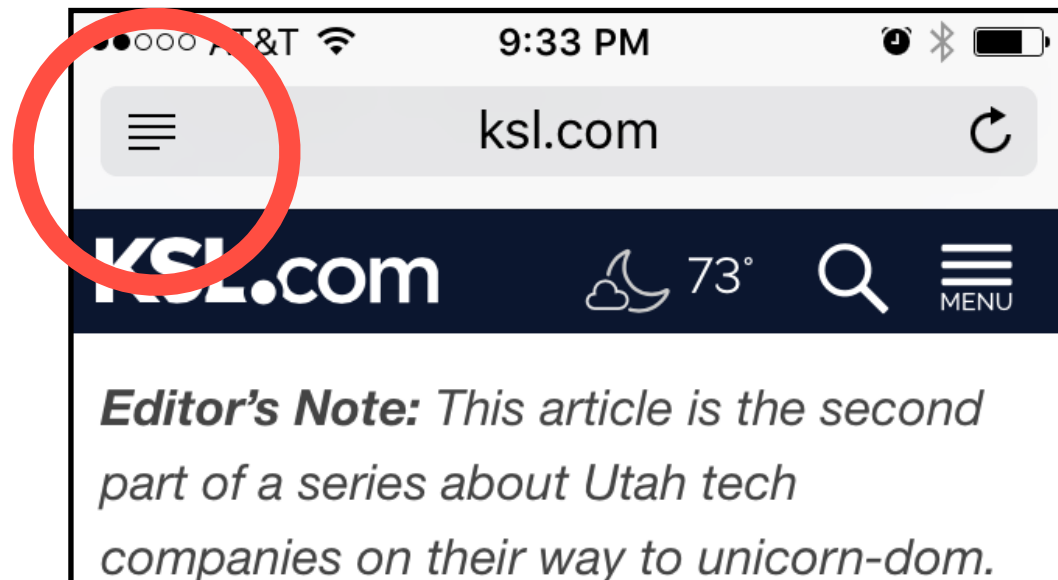 AT&T 9:33 PM
ksl.com
KSL.com 73° MENU
Editor's Note: This article is the second
part of a series about Utah tech
companies on their way to unicorn-dom.